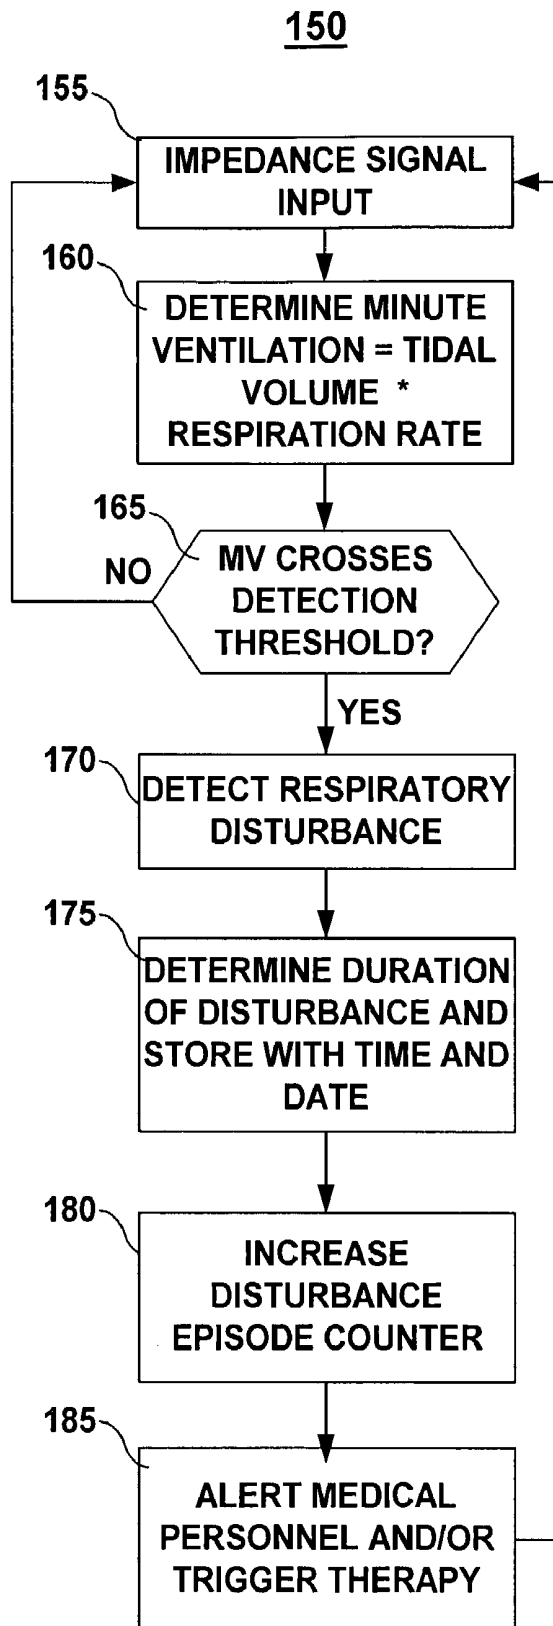 150
155
IMPEDANCE SIGNAL
INPUT
160
DETERMINE MINUTE
VENTILATION = TIDAL
VOLUME *
RESPIRATION RATE
165
MV CROSSES
DETECTION
THRESHOLD?
NO
YES
170
DETECT RESPIRATORY
DISTURBANCE
175
DETERMINE DURATION
OF DISTURBANCE AND
STORE WITH TIME AND
DATE
180
INCREASE
DISTURBANCE
EPISODE COUNTER
185
ALERT MEDICAL
PERSONNEL AND/OR
TRIGGER THERAPY